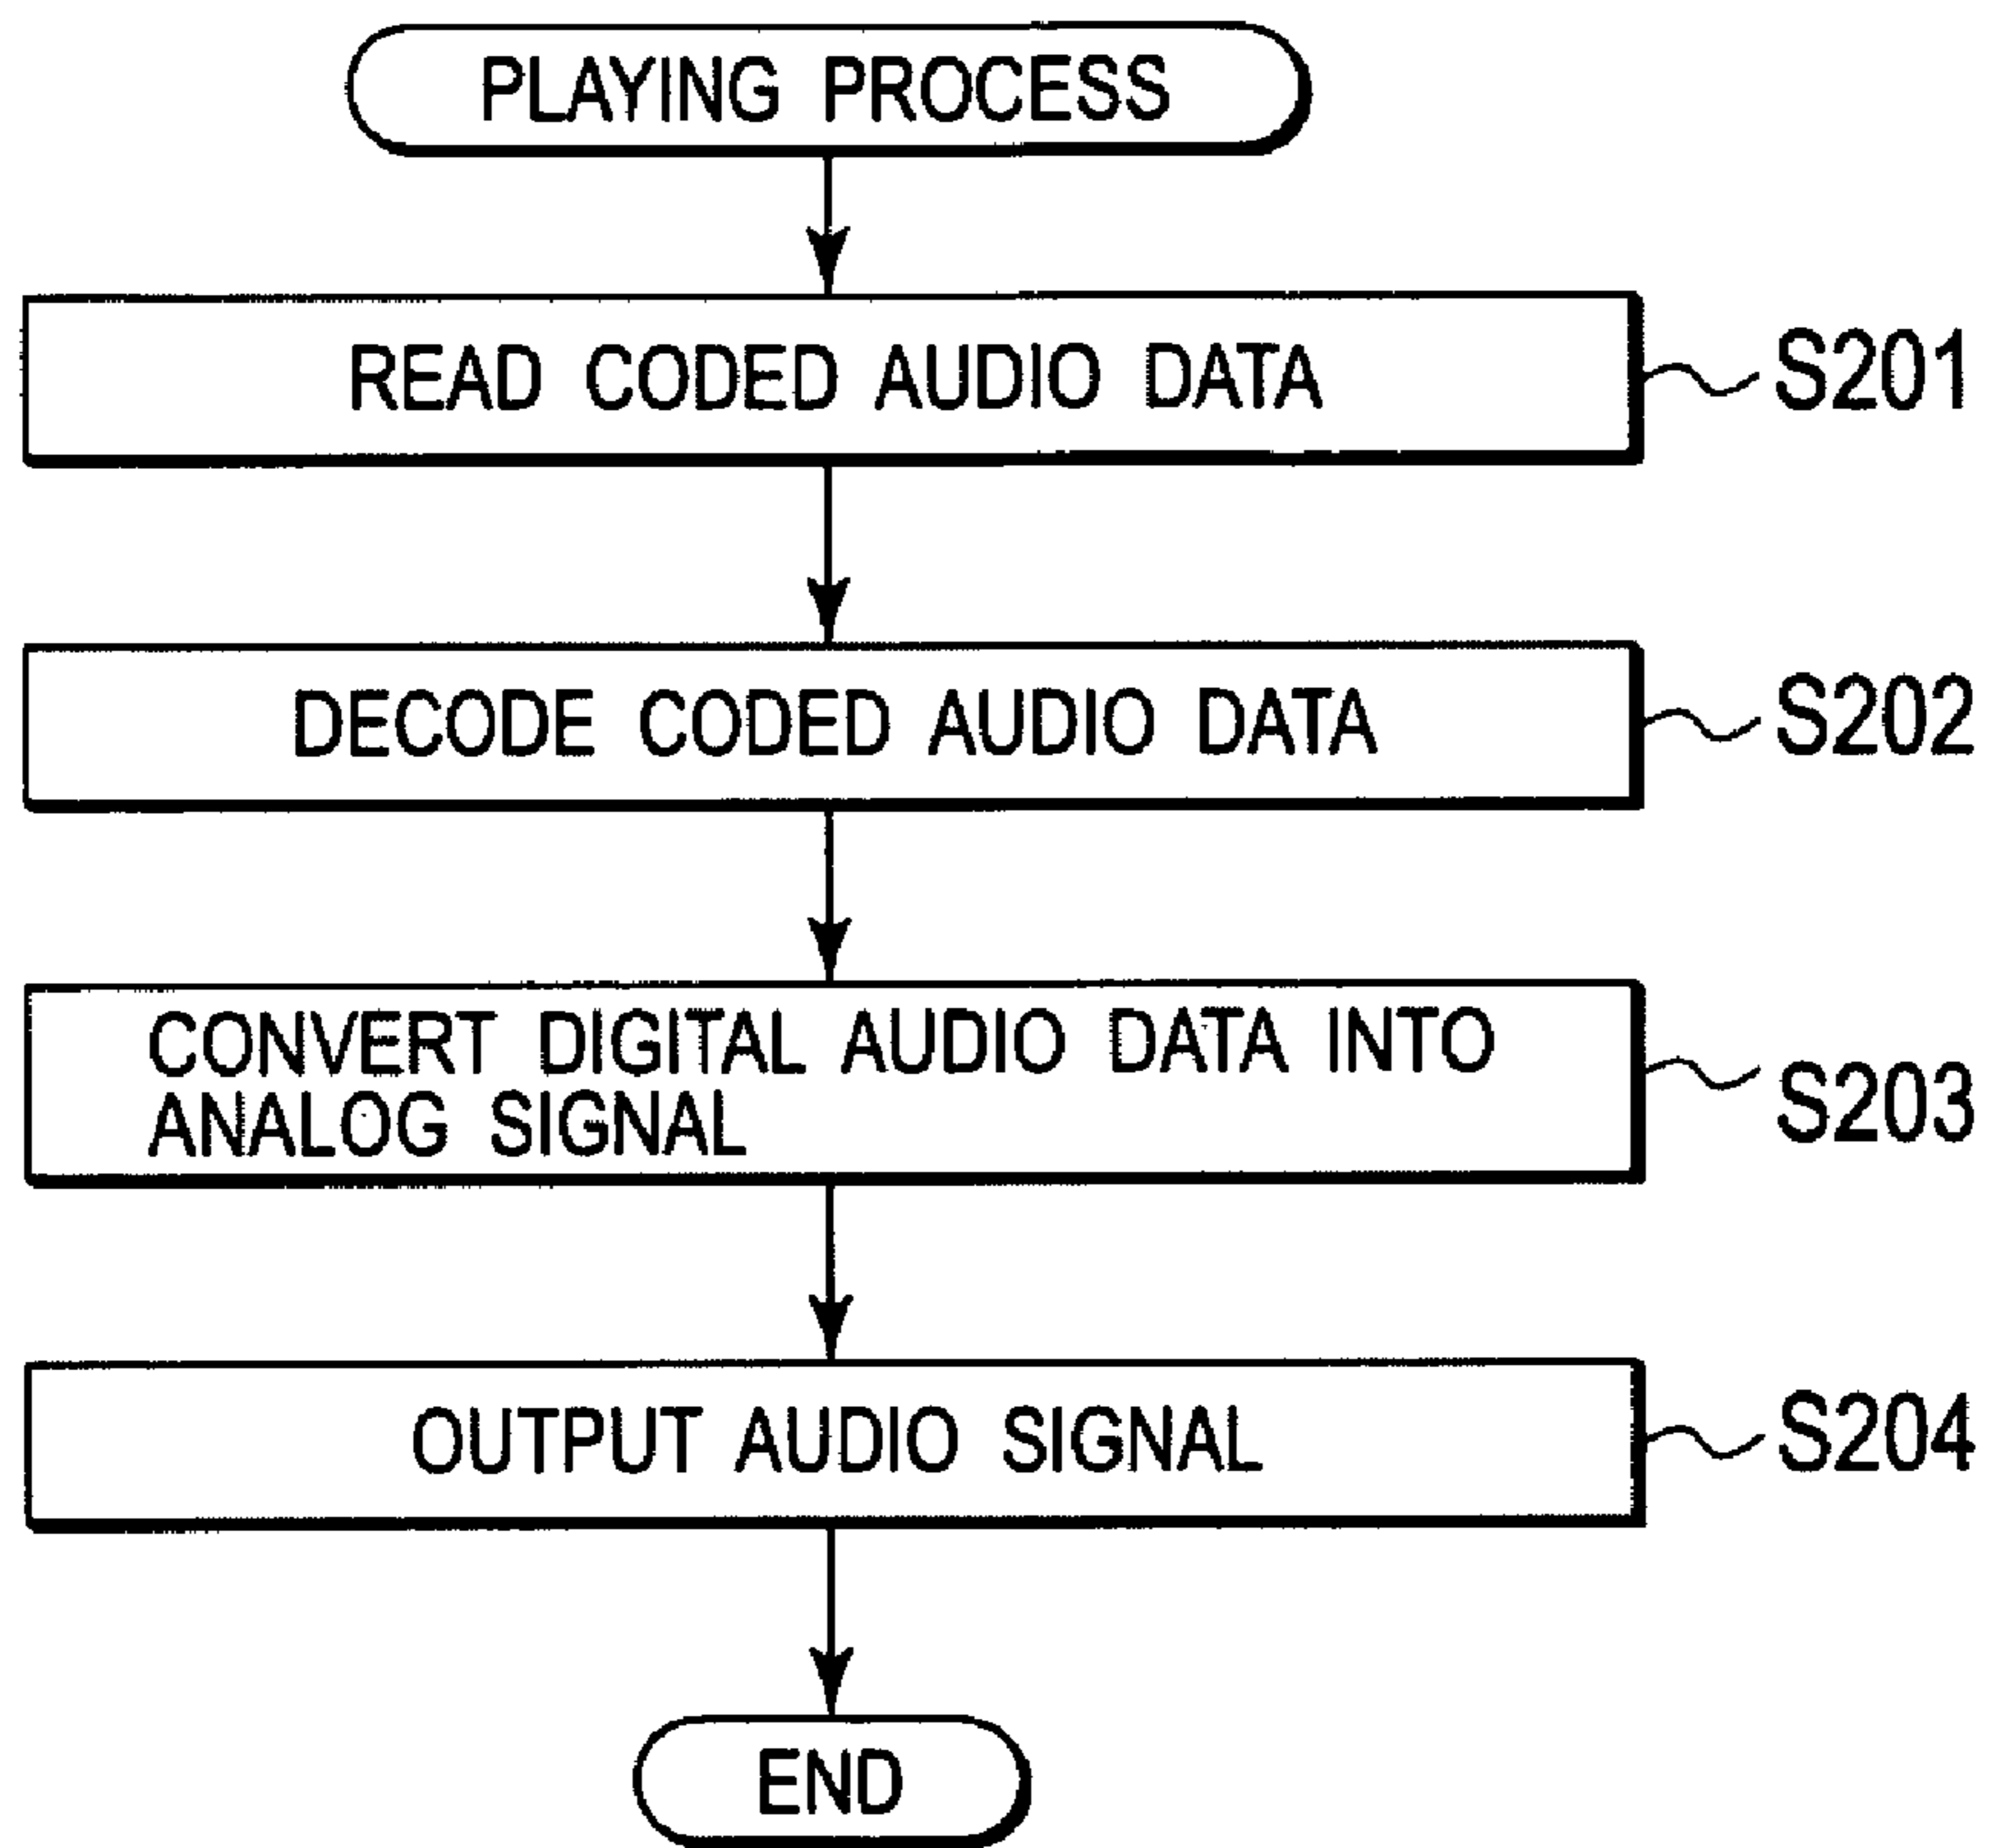 PLAYING PROCESS
READ CODED AUDIO DATA
S201
DECODE CODED AUDIO DATA
S202
CONVERT DIGITAL AUDIO DATA INTO
ANALOG SIGNAL
S203
OUTPUT AUDIO SIGNAL
S204
END